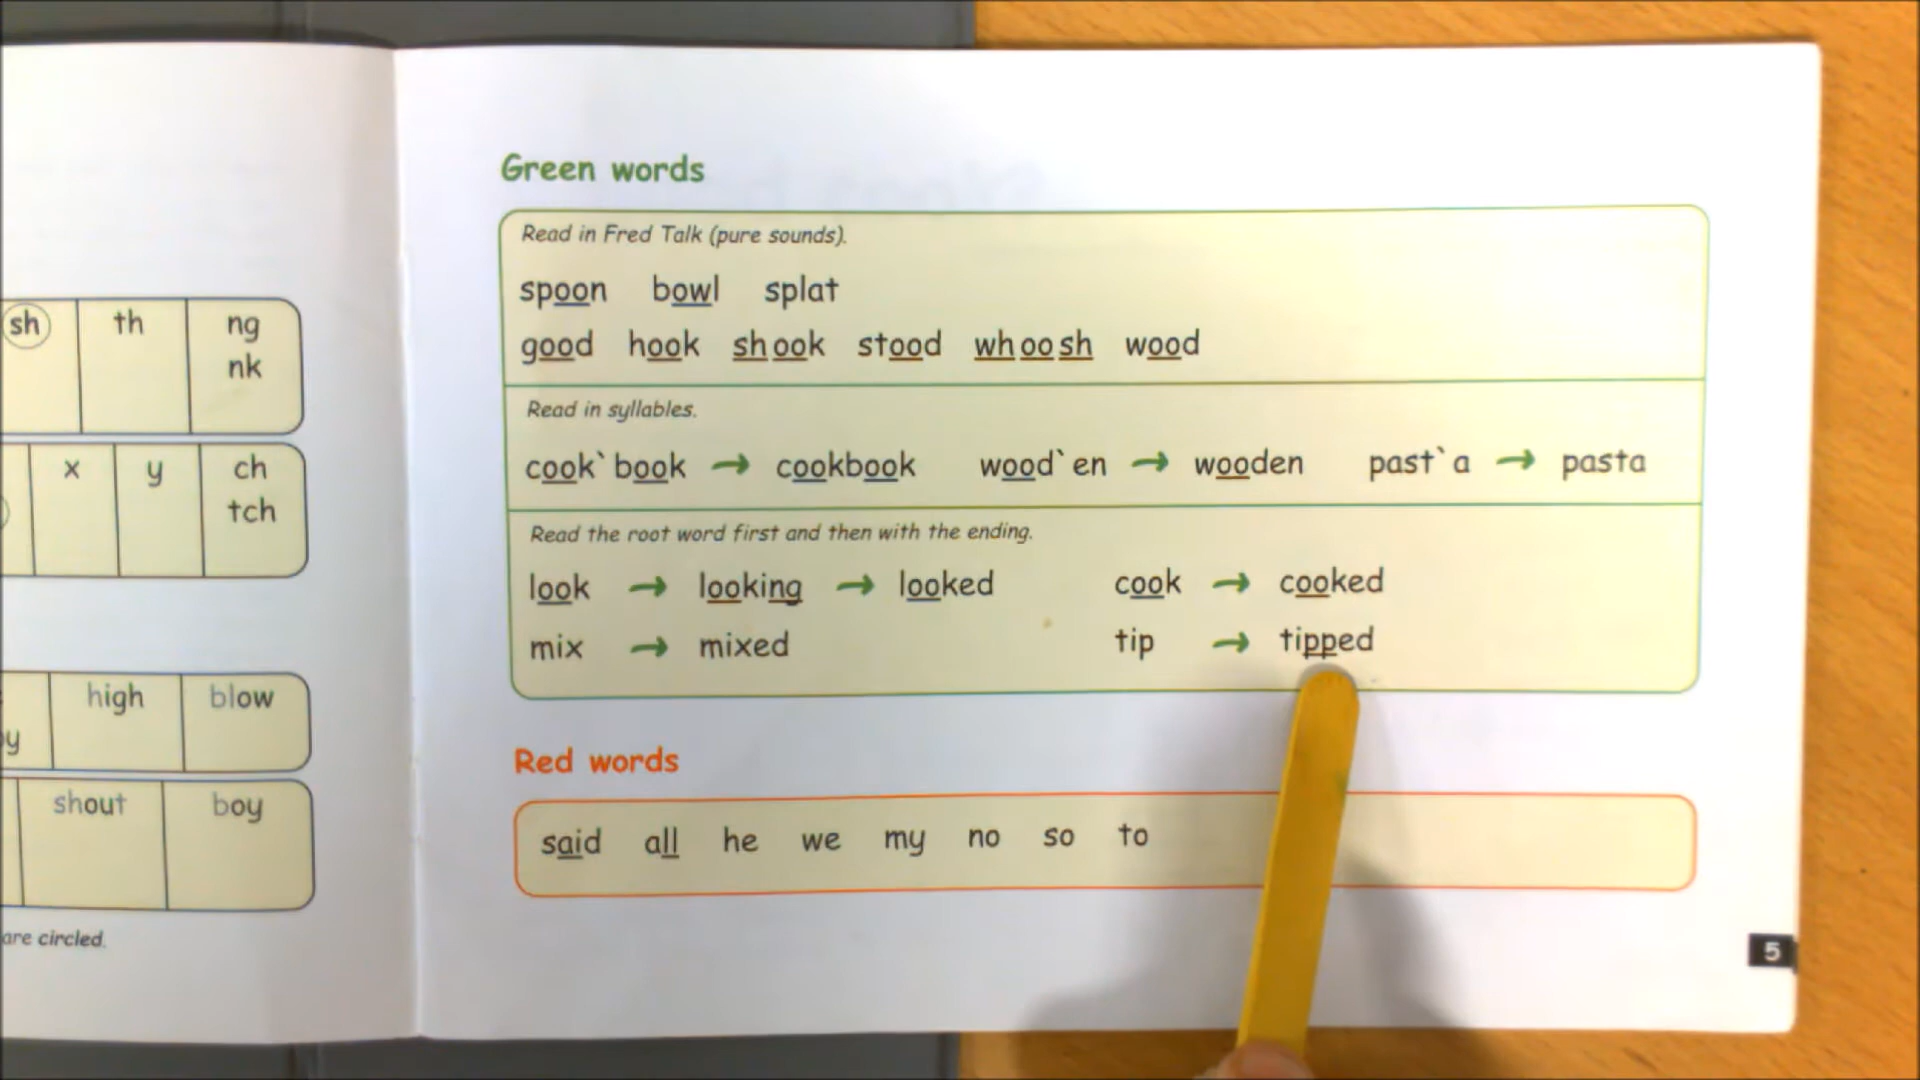 sh th ng
nk
x y ch
tch
high blow
shout boy
are circled.
Green words
Read in Fred Talk (pure sounds).
spoon bowl splat
good hook shook stood whoosh wood
Read in syllables.
cook`book → cookbook wood`en → wooden past`a → pasta
Read the root word first and then with the ending.
look → looking → looked cook → cooked
mix → mixed tip → tipped
Red words
said all he we my no so to
5